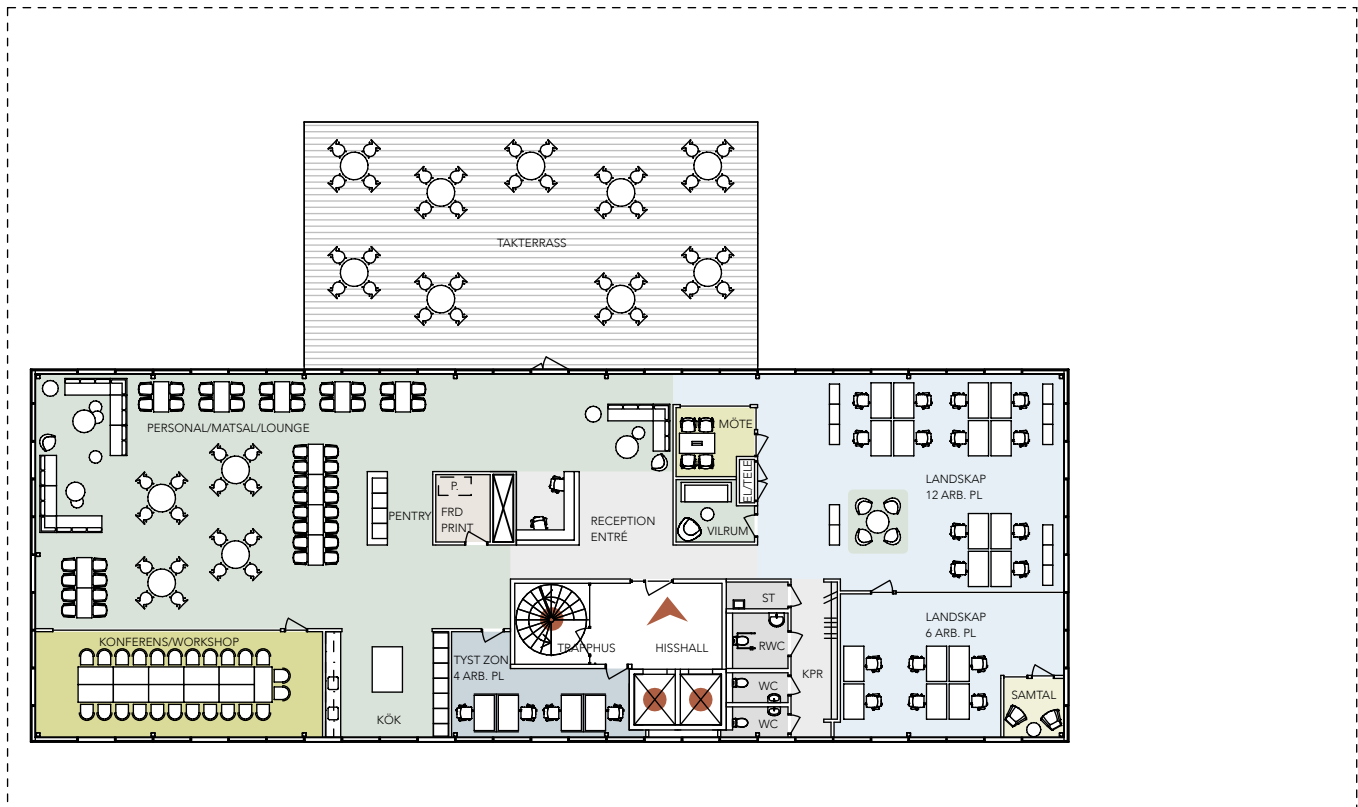 TAKTERRASS
PERSONAL/MATSAL/LOUNGE
MÖTE
EL/TELE
LANDSKAP
12 ARB. PL
P.
FRD
PRINT
PENTRY
RECEPTION
ENTRÉ
VILRUM
ST
LANDSKAP
6 ARB. PL
KONFERENS/WORKSHOP
TRAPPHUS
HISSHALL
RWC
TYST ZON
4 ARB. PL
KPR
WC
SAMTAL
KÖK
WC